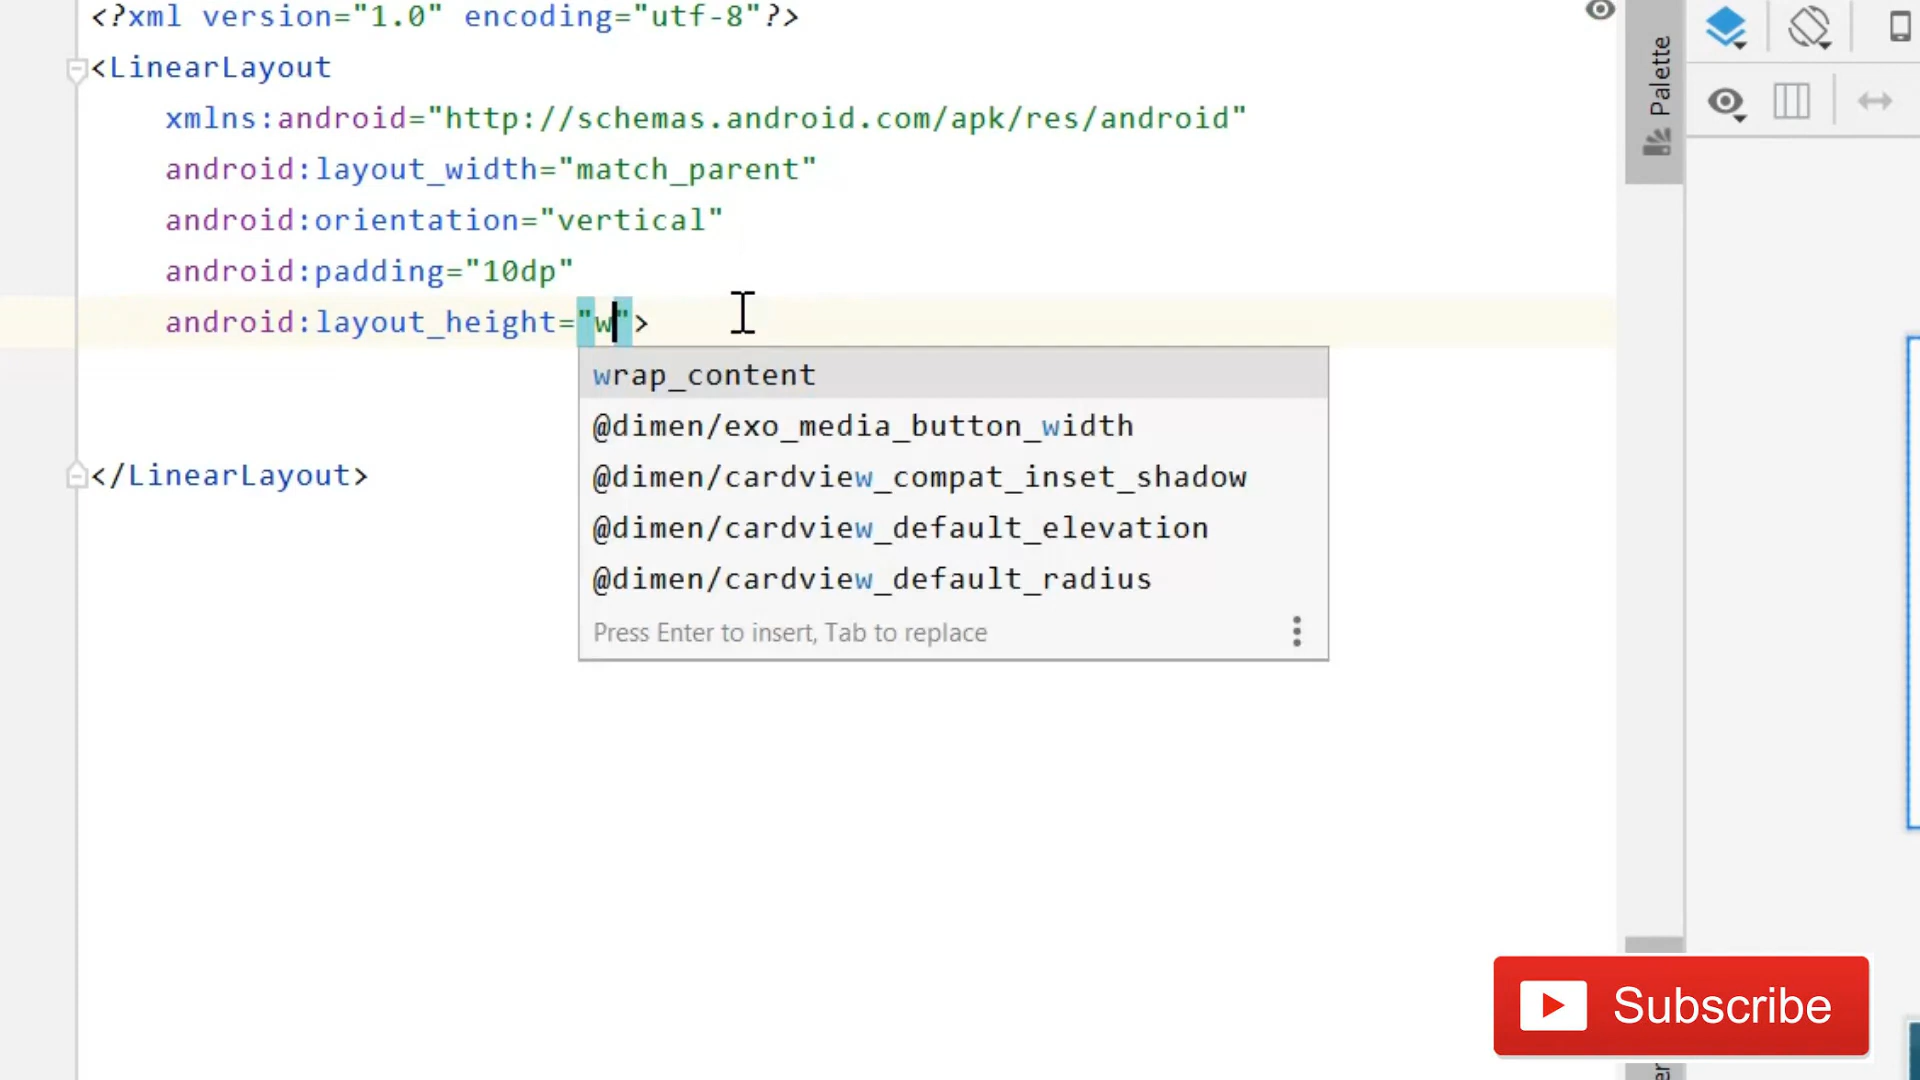 <?xml version="1.0" encoding="utf-8"?>
<LinearLayout
xmlns:android="http://schemas.android.com/apk/res/android"
android:layout_width="match_parent"
android:orientation="vertical"
android:padding="10dp"
android:layout_height="w">
wrap_content
@dimen/exo_media_button_width
@dimen/cardview_compat_inset_shadow
@dimen/cardview_default_elevation
@dimen/cardview_default_radius
Press Enter to insert, Tab to replace
</LinearLayout>
Palette
Subscribe